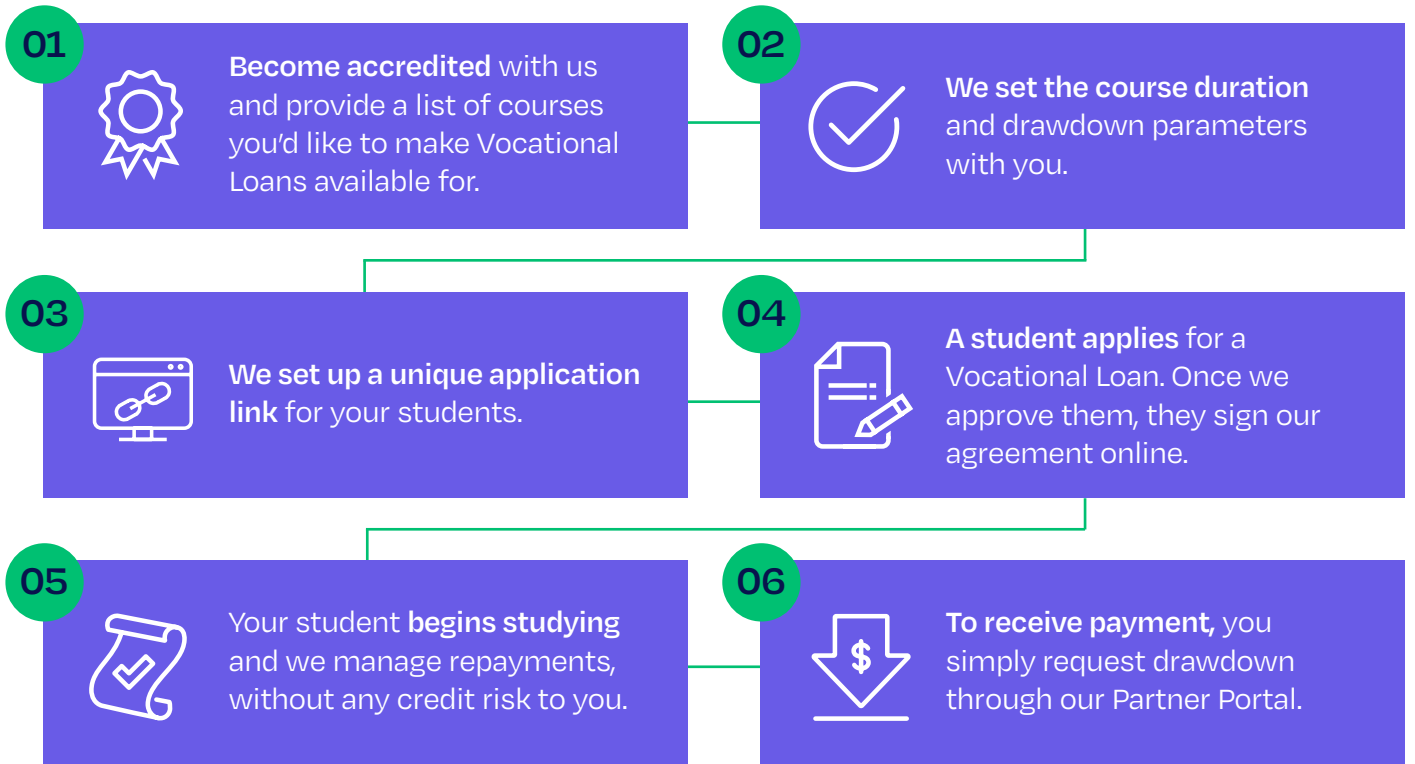 01
Become accredited with us
and provide a list of courses
you’d like to make Vocational
Loans available for.
02
We set the course duration
and drawdown parameters
with you.
03
We set up a unique application
link for your students.
04
A student applies for a
Vocational Loan. Once we
approve them, they sign our
agreement online.
05
Your student begins studying
and we manage repayments,
without any credit risk to you.
06
$
To receive payment, you
simply request drawdown
through our Partner Portal.